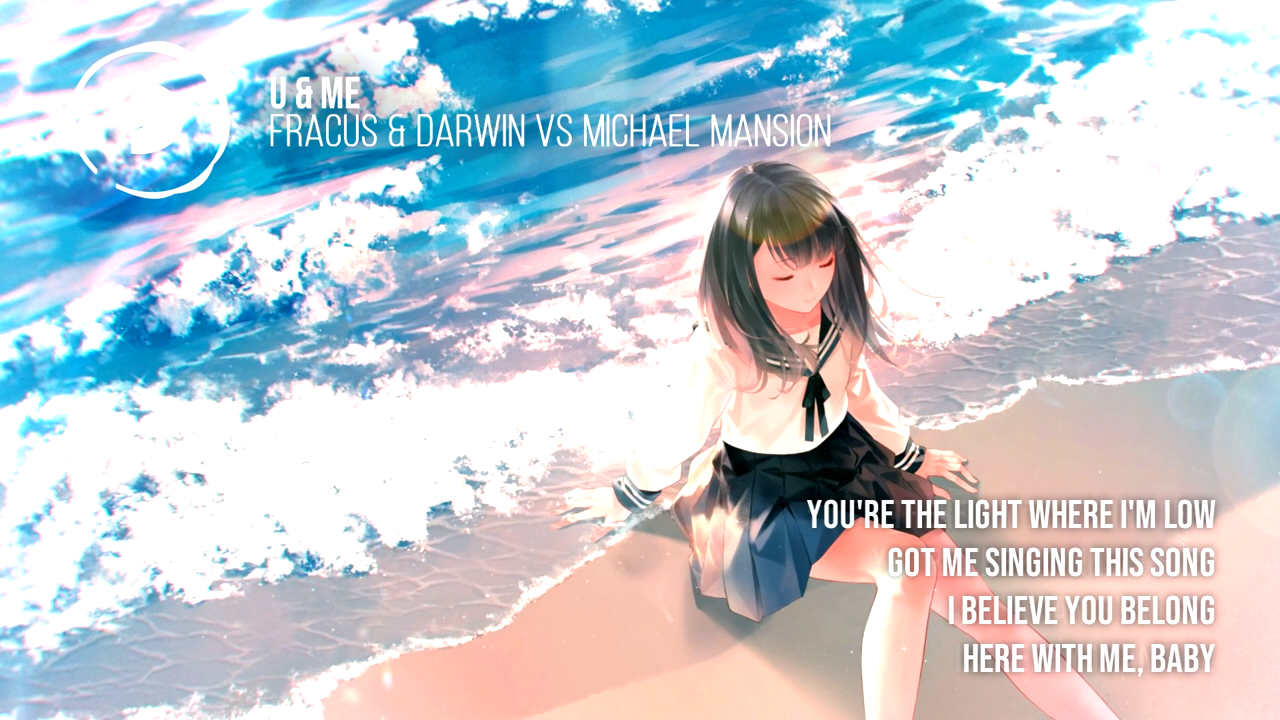 U & ME
FRACUS & DARWIN VS MICHAEL MANSION
YOU'RE THE LIGHT WHERE I'M LOW
GOT ME SINGING THIS SONG
I BELIEVE YOU BELONG
HERE WITH ME, BABY